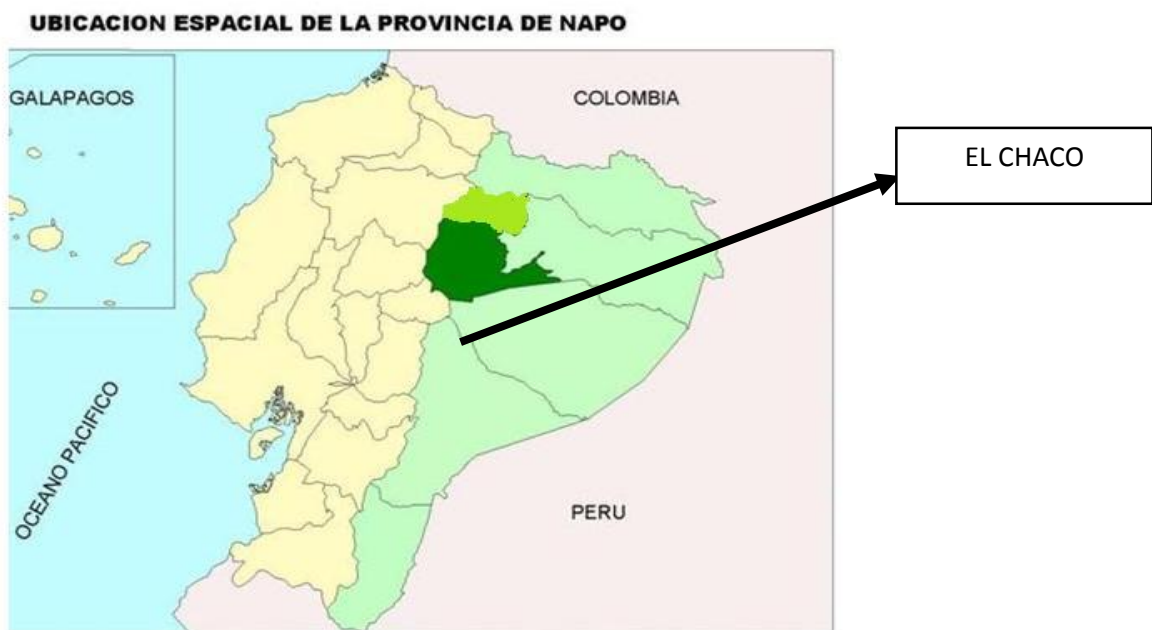 UBICACION ESPACIAL DE LA PROVINCIA DE NAPO
GALAPAGOS
COLOMBIA
EL CHACO
OCEANO PACIFICO
PERU